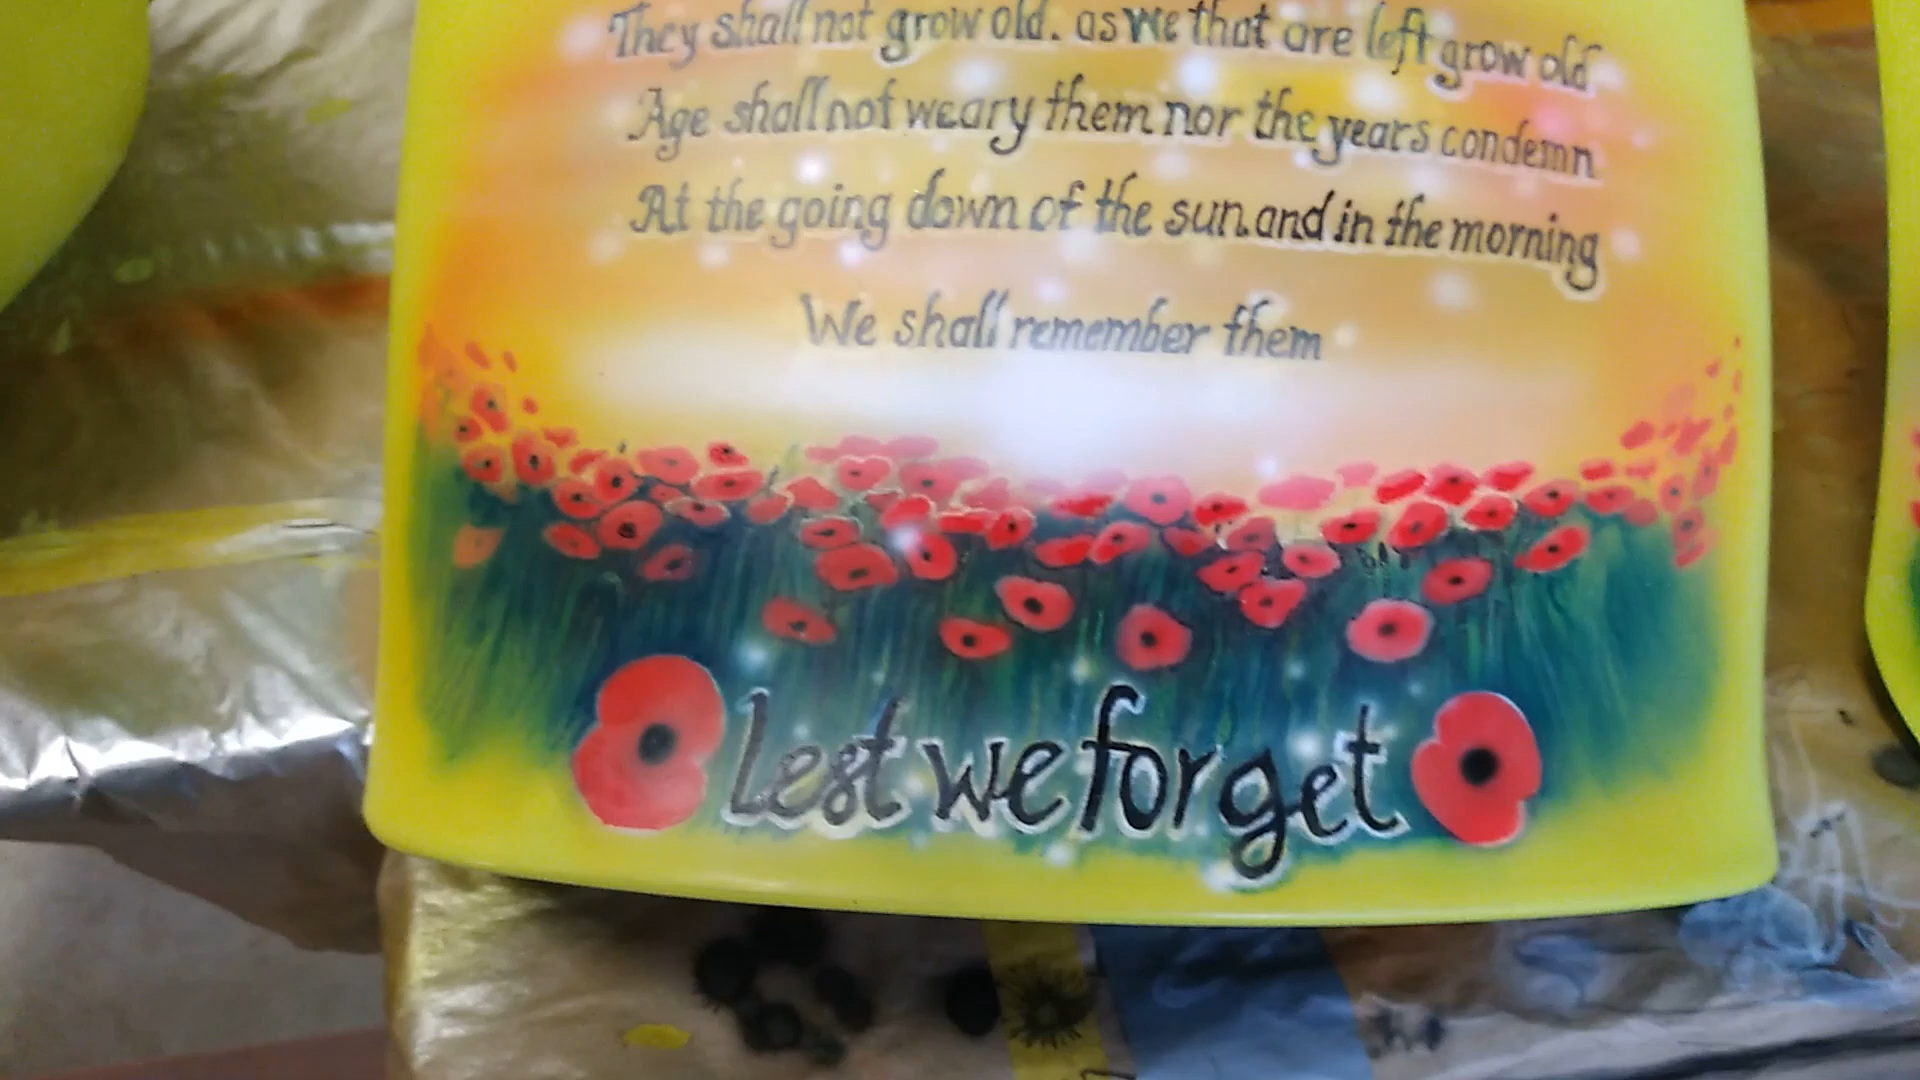 They shall not grow old. as we that are left grow old
Age shall not weary them nor the years condemn
At the going down of the sun.and in the morning
We shall remember them
Lest we forget